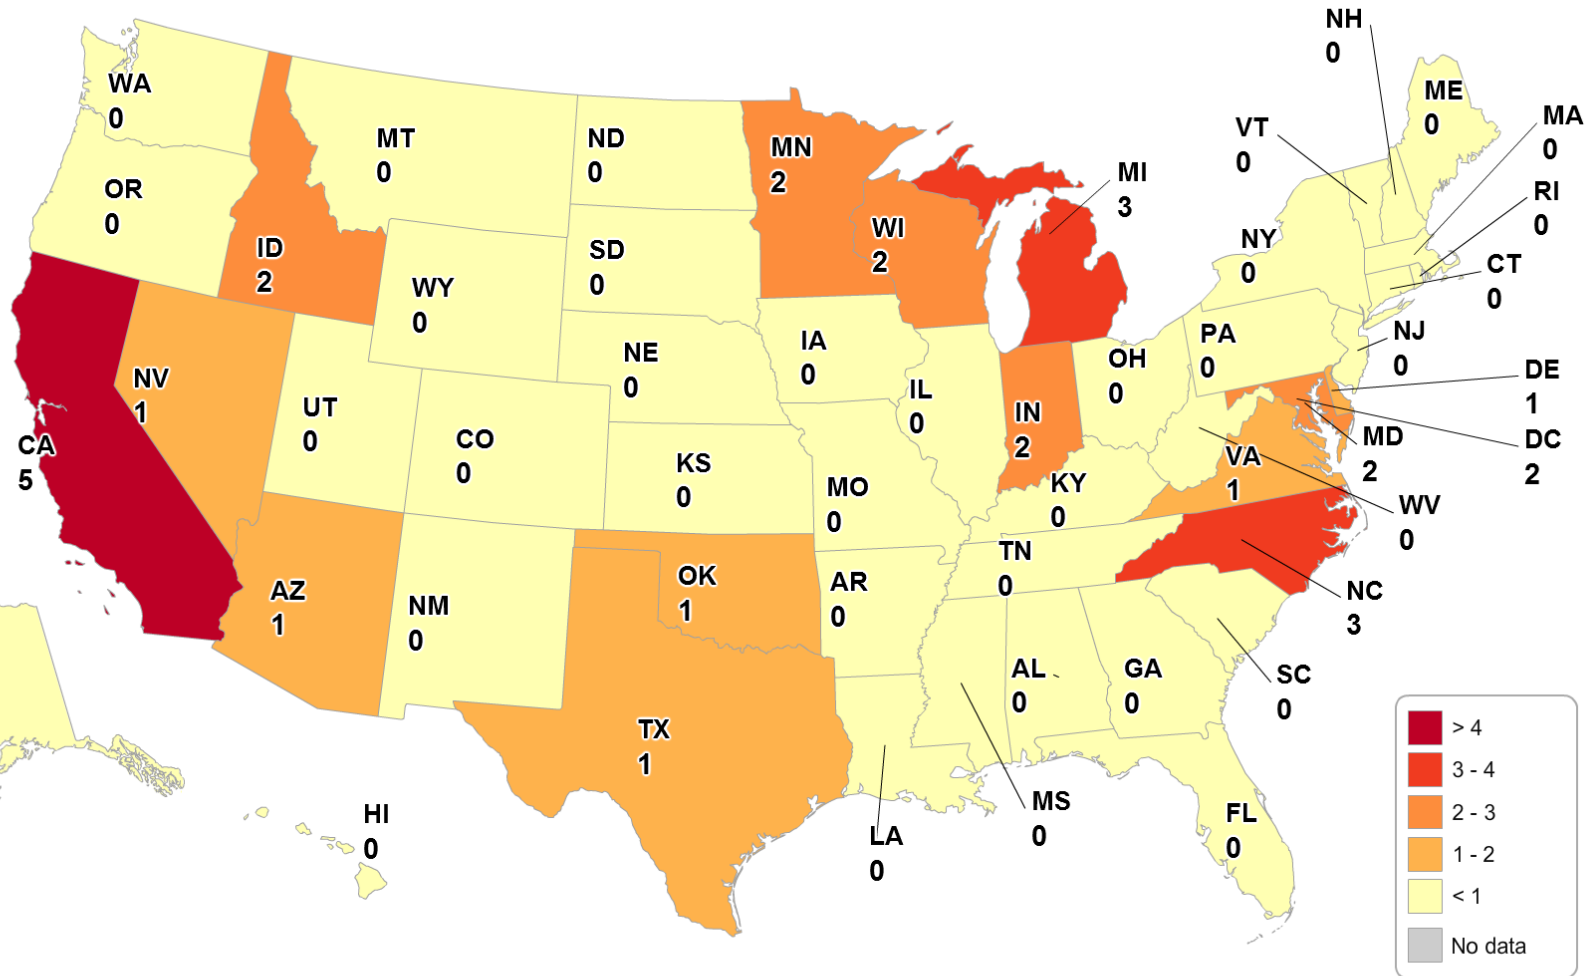 NH
0
ME
0
WA
0
MA
0
VT
0
MT
0
ND
0
MN
2
MI
3
OR
0
RI
0
WI
2
NY
0
ID
2
SD
0
CT
0
WY
0
NJ
0
PA
0
IA
0
NE
0
OH
0
DE
1
NV
1
IL
0
UT
0
IN
2
CO
0
MD
2
DC
2
CA
5
VA
1
KS
0
KY
0
MO
0
WV
0
TN
0
OK
1
AR
0
AZ
1
NM
0
NC
3
AL
0
GA
0
SC
0
TX
1
MS
0
HI
0
LA
0
FL
0
> 4
3 - 4
2 - 3
1 - 2
< 1
No data